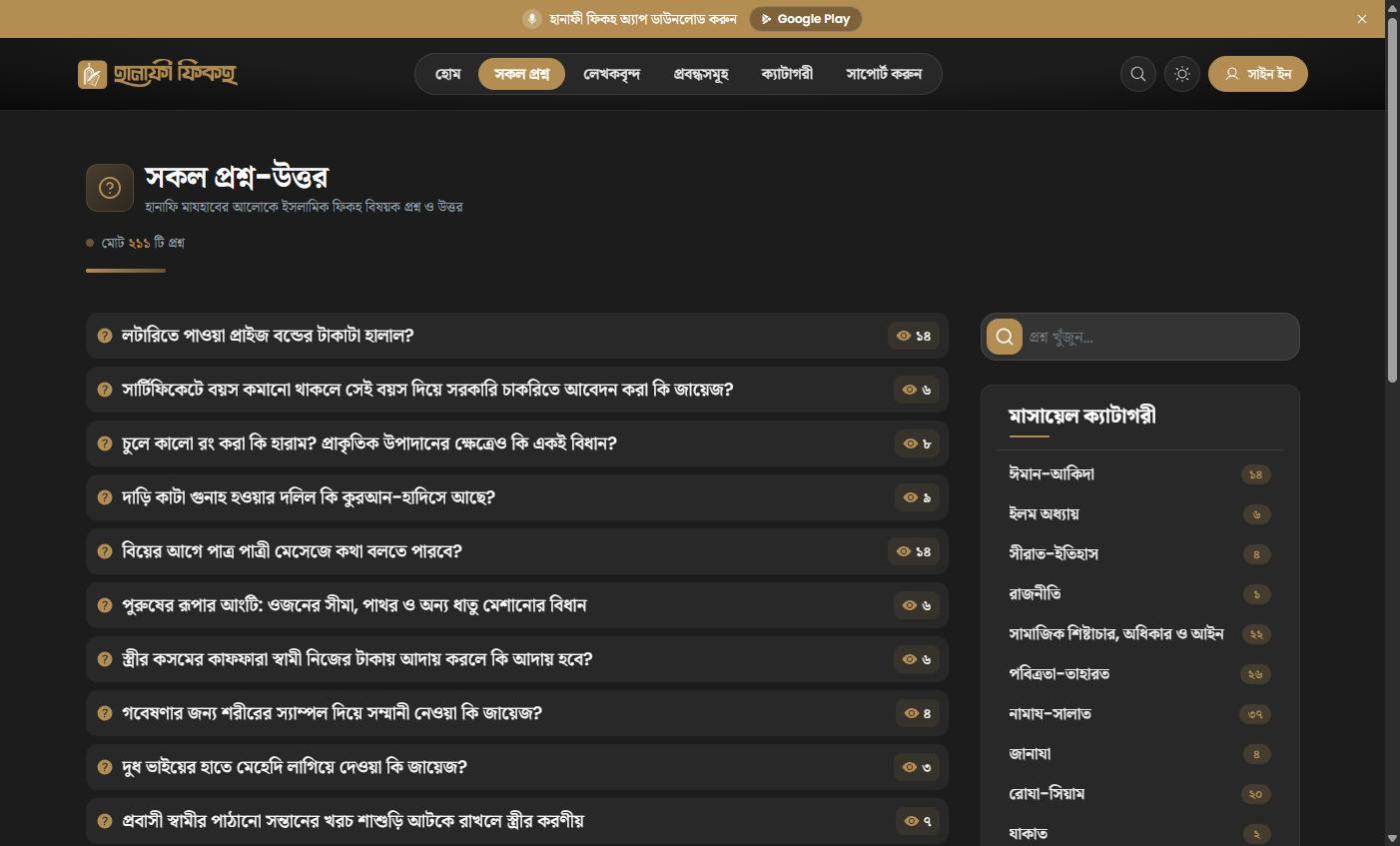 হানাফী ফিকহ অ্যাপ ডাউনলোড করুন
Google Play
হানাফী ফিকহ
হোম
সকল প্রশ্ন
লেখকবৃন্দ
প্রবন্ধসমূহ
ক্যাটাগরী
সাপোর্ট করুন
সাইন ইন
সকল প্রশ্ন-উত্তর
হানাফি মাযহাবের আলোকে ইসলামিক ফিকহ বিষয়ক প্রশ্ন ও উত্তর
মোট ২১১ টি প্রশ্ন
লটারিতে পাওয়া প্রাইজ বন্ডের টাকাটা হালাল? ১৪
সার্টিফিকেটে বয়স কমানো থাকলে সেই বয়স দিয়ে সরকারি চাকরিতে আবেদন করা কি জায়েজ? ৬
চুলে কালো রং করা কি হারাম? প্রাকৃতিক উপাদানের ক্ষেত্রেও কি একই বিধান? ৮
দাড়ি কাটা গুনাহ হওয়ার দলিল কি কুরআন-হাদিসে আছে? ৯
বিয়ের আগে পাত্র পাত্রী মেসেজে কথা বলতে পারবে? ১৪
পুরুষের রূপার আংটি: ওজনের সীমা, পাথর ও অন্য ধাতু মেশানোর বিধান ৬
স্ত্রীর কসমের কাফফারা স্বামী নিজের টাকায় আদায় করলে কি আদায় হবে? ৬
গবেষণার জন্য শরীরের স্যাম্পল দিয়ে সম্মানী নেওয়া কি জায়েজ? ৪
দুধ ভাইয়ের হাতে মেহেদি লাগিয়ে দেওয়া কি জায়েজ? ৩
প্রবাসী স্বামীর পাঠানো সন্তানের খরচ শাশুড়ি আটকে রাখলে স্ত্রীর করণীয় ৭
প্রশ্ন খুঁজুন...
মাসায়েল ক্যাটাগরী
ঈমান-আকিদা ১৪
ইলম অধ্যায় ৬
সীরাত-ইতিহাস ৪
রাজনীতি ১
সামাজিক শিষ্টাচার, অধিকার ও আইন ২২
পবিত্রতা-তাহারত ২৬
নামায-সালাত ৩৭
জানাযা ৪
রোযা-সিয়াম ২০
যাকাত ২